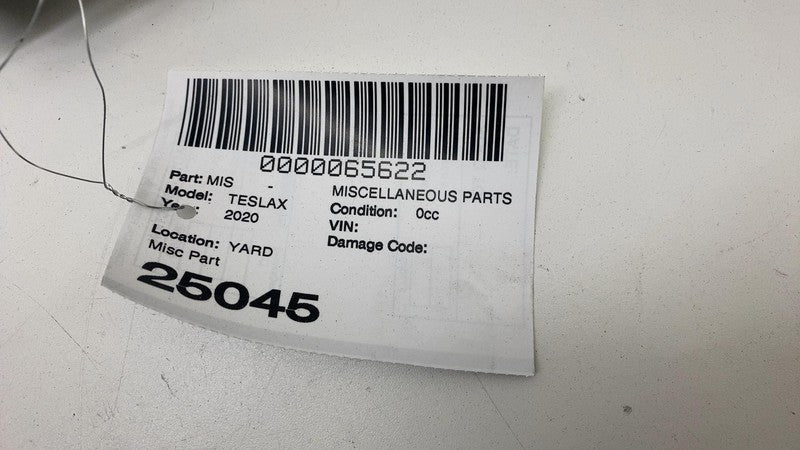 0000065622
Part: MIS - MISCELLANEOUS PARTS
Model: TESLAX Condition: 0cc
2020 VIN:
Location: YARD Damage Code:
Misc Part
25045